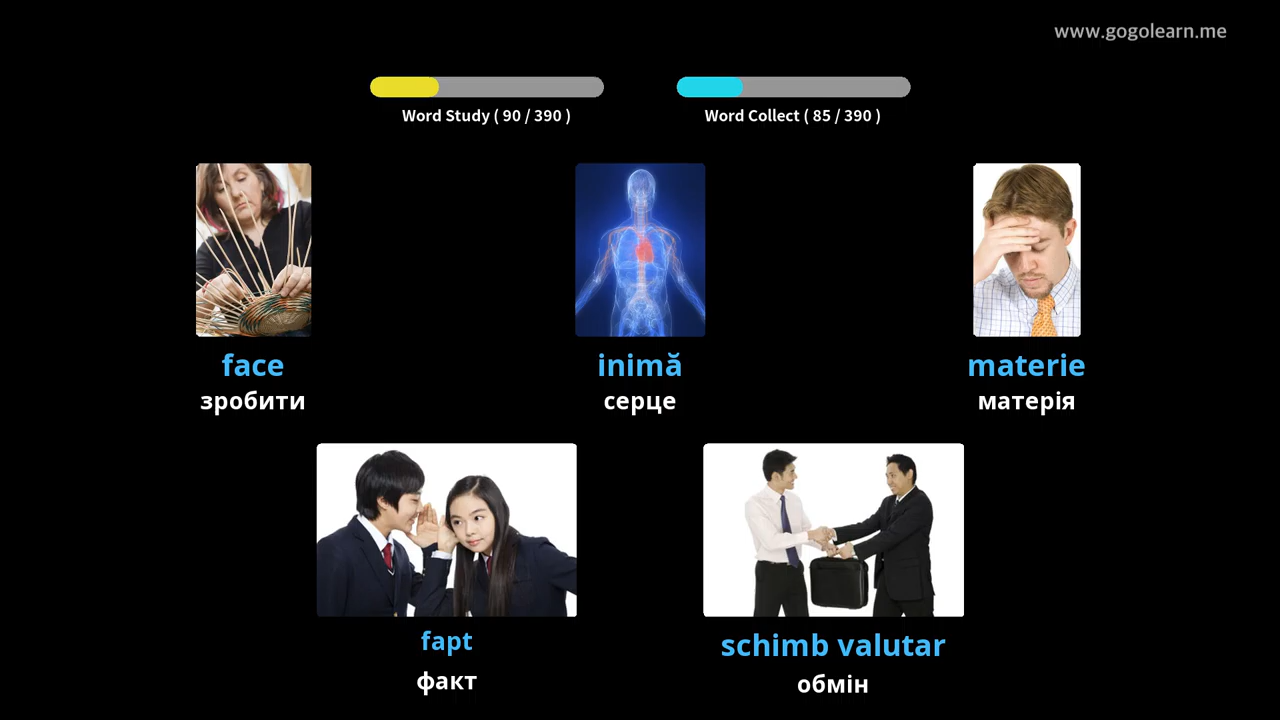 www.gogolearn.me
Word Study ( 90 / 390 )
Word Collect ( 85 / 390 )
face
зробити
inimă
серце
materie
матерія
fapt
факт
schimb valutar
обмін